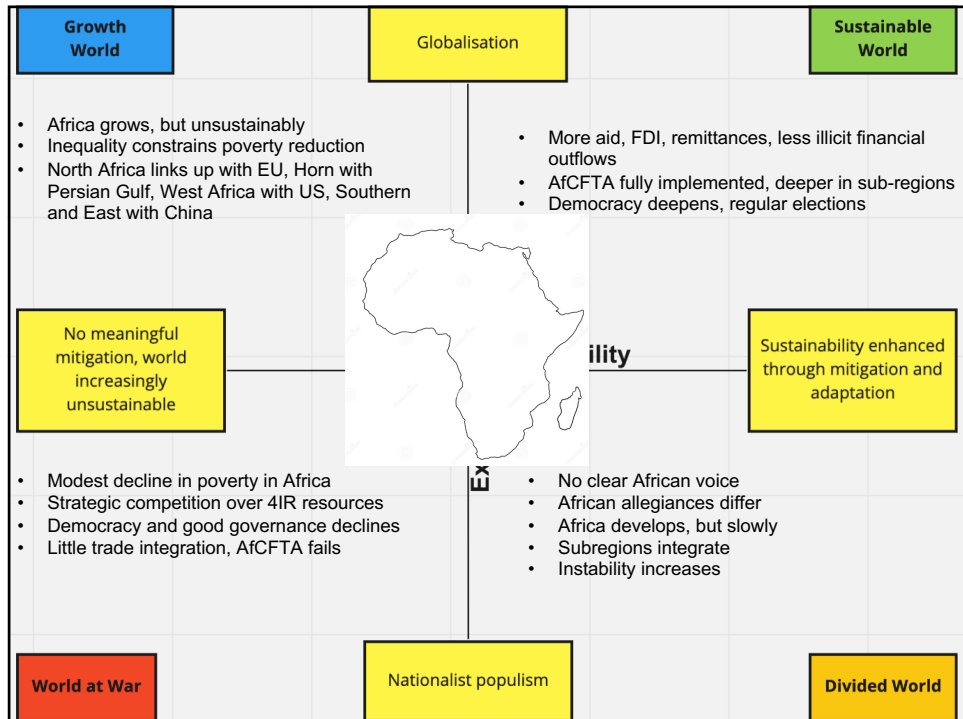 Growth
World
Globalisation
Sustainable
World
• Africa grows, but unsustainably
• Inequality constrains poverty reduction
• North Africa links up with EU, Horn with
Persian Gulf, West Africa with US, Southern
and East with China
• More aid, FDI, remittances, less illicit financial
outflows
• AfCFTA fully implemented, deeper in sub-regions
• Democracy deepens, regular elections
No meaningful
mitigation, world
increasingly
unsustainable
ility
Sustainability enhanced
through mitigation and
adaptation
Ex
• Modest decline in poverty in Africa
• Strategic competition over 4IR resources
• Democracy and good governance declines
• Little trade integration, AfCFTA fails
• No clear African voice
• African allegiances differ
• Africa develops, but slowly
• Subregions integrate
• Instability increases
World at War
Nationalist populism
Divided World